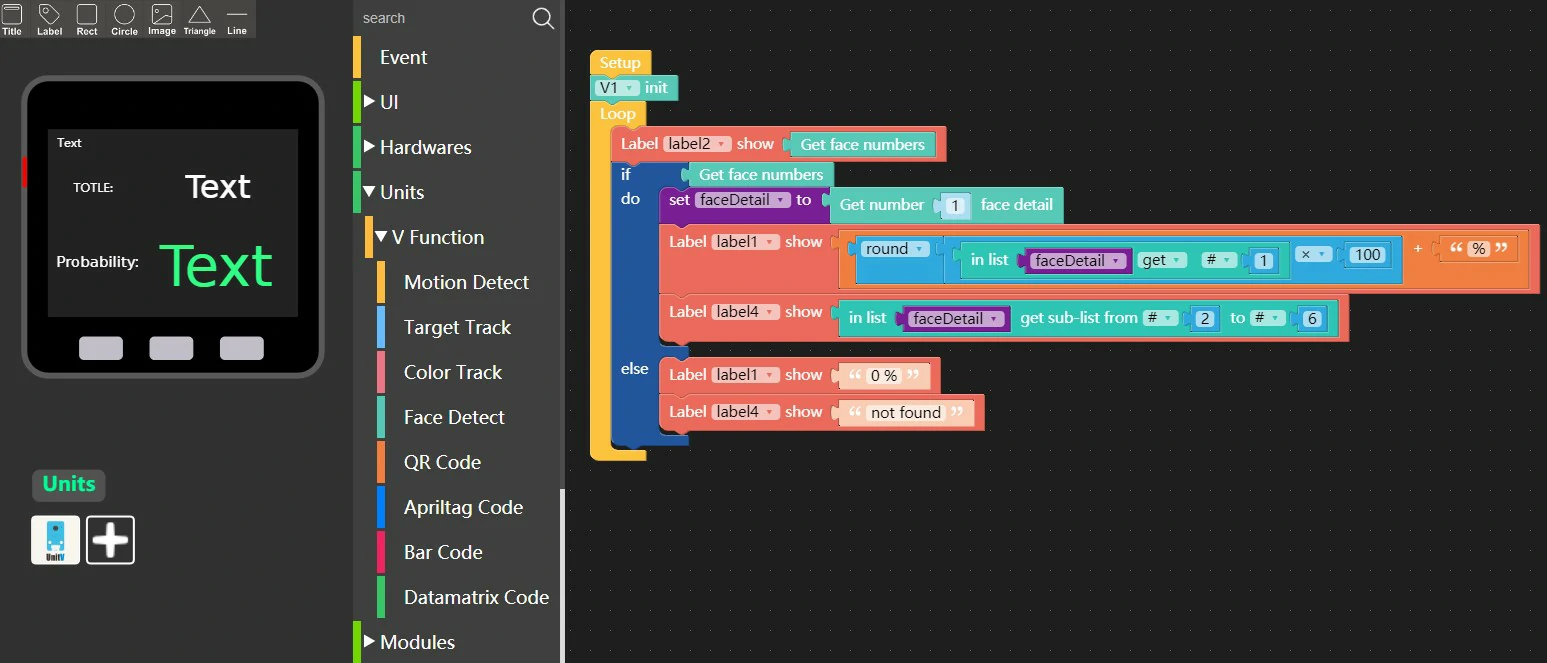 Title Label Rect Circle Image Triangle Line
Text
TOTLE: Text
Probability: Text
Units
UnitV
search
Event
UI
Hardwares
Units
V Function
Motion Detect
Target Track
Color Track
Face Detect
QR Code
Apriltag Code
Bar Code
Datamatrix Code
Modules
Setup
V1 init
Loop
Label label2 show Get face numbers
if Get face numbers
do set faceDetail to Get number 1 face detail
Label label1 show round in list faceDetail get # 1 × 100 + “ % ”
Label label4 show in list faceDetail get sub-list from # 2 to # 6
else Label label1 show “ 0 % ”
Label label4 show “ not found ”